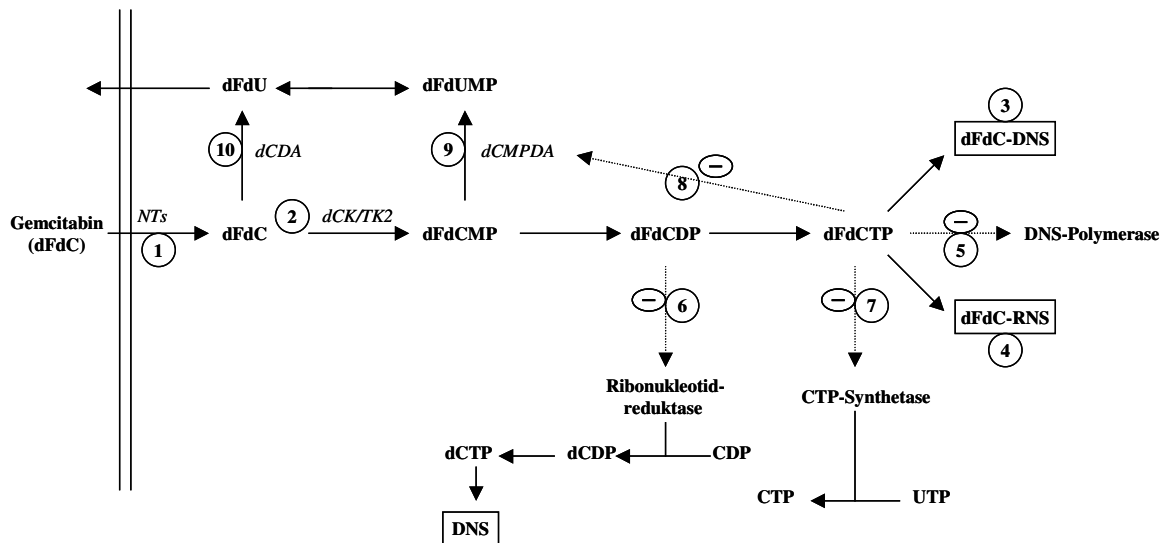 3
dFdU
dFdUMP
10
dCDA
9
dCMPDA
−
8
dFdC-DNS
NTs
2
dCK/TK2
−
Gemcitabin
(dFdC)
1
dFdC
dFdCMP
dFdCDP
dFdCTP
5
DNS-Polymerase
−
6
−
7
dFdC-RNS
4
Ribonukleotid-
reduktase
CTP-Synthetase
dCTP
dCDP
CDP
CTP
UTP
DNS